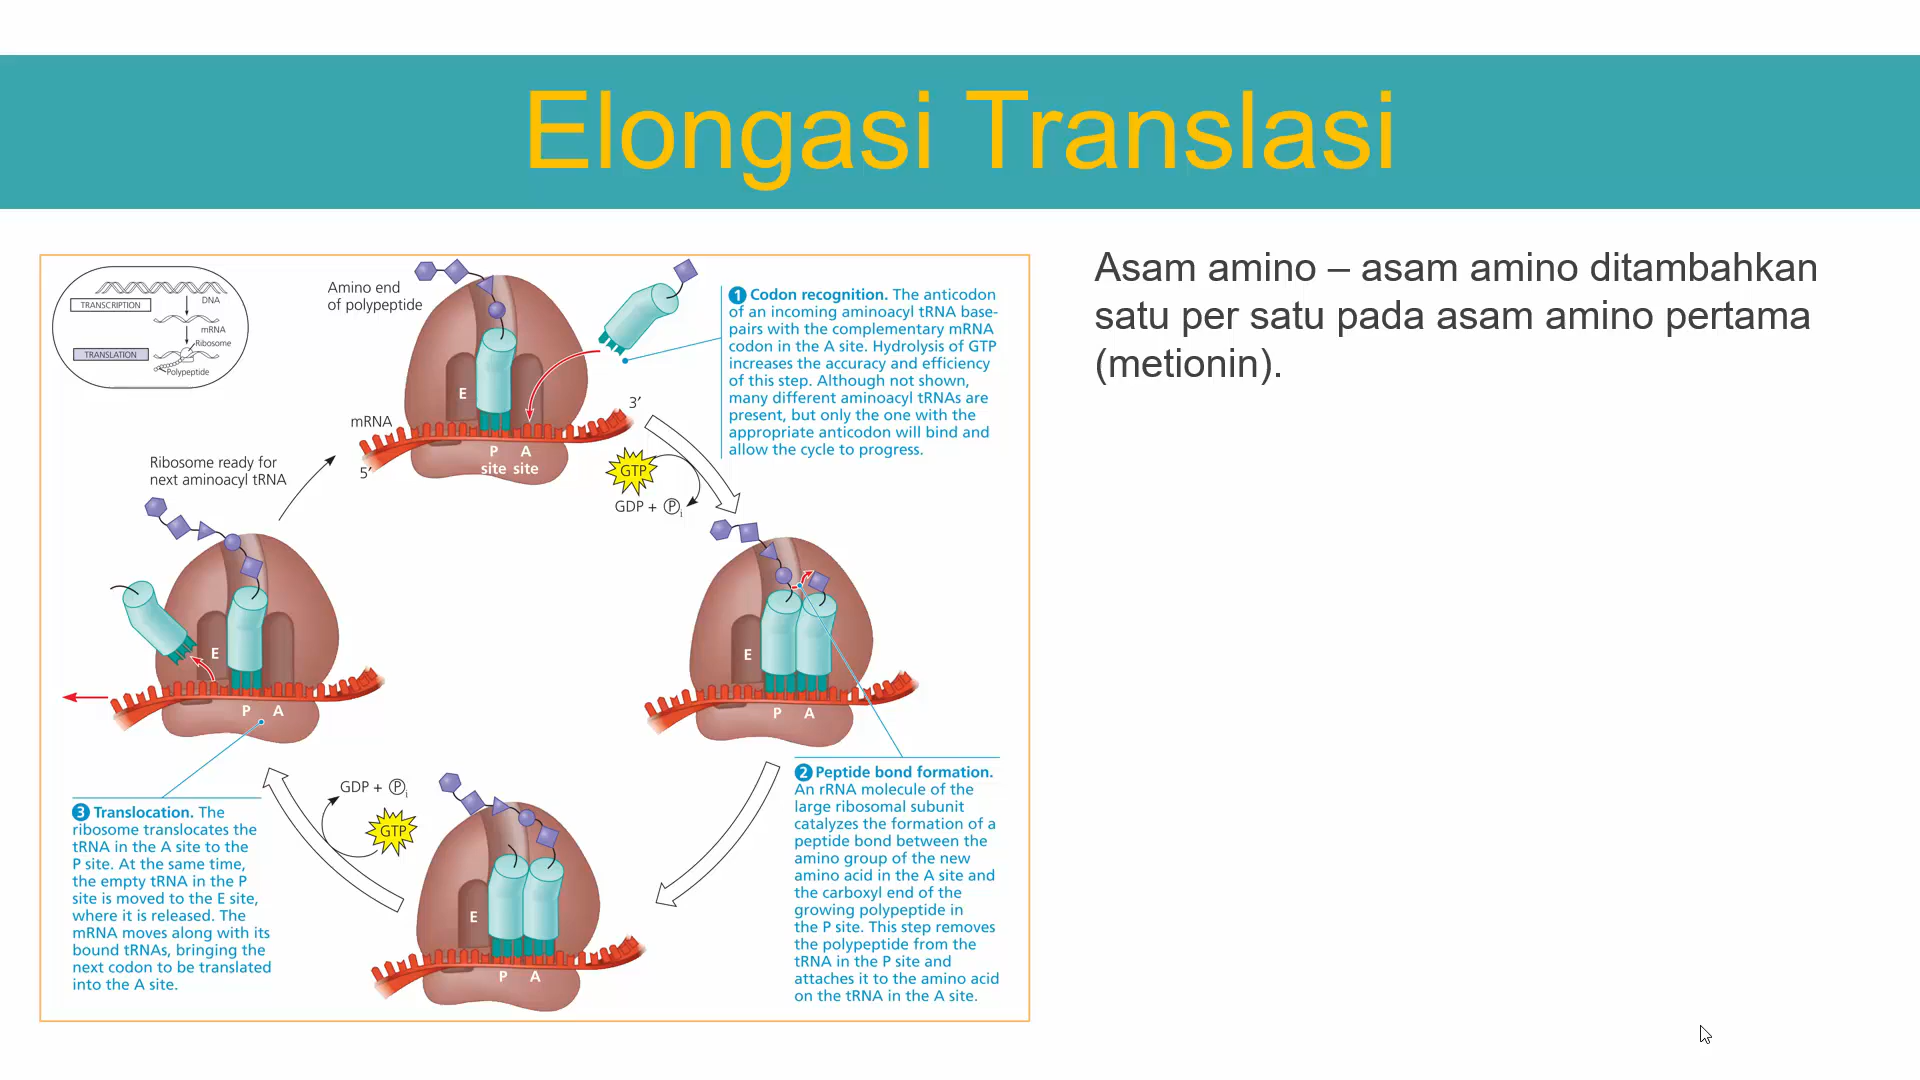 Elongasi Translasi
Asam amino – asam amino ditambahkan
satu per satu pada asam amino pertama
(metionin).
TRANSCRIPTION
DNA
mRNA
Ribosome
TRANSLATION
Polypeptide
Amino end
of polypeptide
E
mRNA
3′
5′
P A
site site
1 Codon recognition. The anticodon
of an incoming aminoacyl tRNA base-
pairs with the complementary mRNA
codon in the A site. Hydrolysis of GTP
increases the accuracy and efficiency
of this step. Although not shown,
many different aminoacyl tRNAs are
present, but only the one with the
appropriate anticodon will bind and
allow the cycle to progress.
GTP
GDP + Pi
E
P A
2 Peptide bond formation.
An rRNA molecule of the
large ribosomal subunit
catalyzes the formation of a
peptide bond between the
amino group of the new
amino acid in the A site and
the carboxyl end of the
growing polypeptide in
the P site. This step removes
the polypeptide from the
tRNA in the P site and
attaches it to the amino acid
on the tRNA in the A site.
E
P A
GDP + Pi
GTP
3 Translocation. The
ribosome translocates the
tRNA in the A site to the
P site. At the same time,
the empty tRNA in the P
site is moved to the E site,
where it is released. The
mRNA moves along with its
bound tRNAs, bringing the
next codon to be translated
into the A site.
E
P A
Ribosome ready for
next aminoacyl tRNA